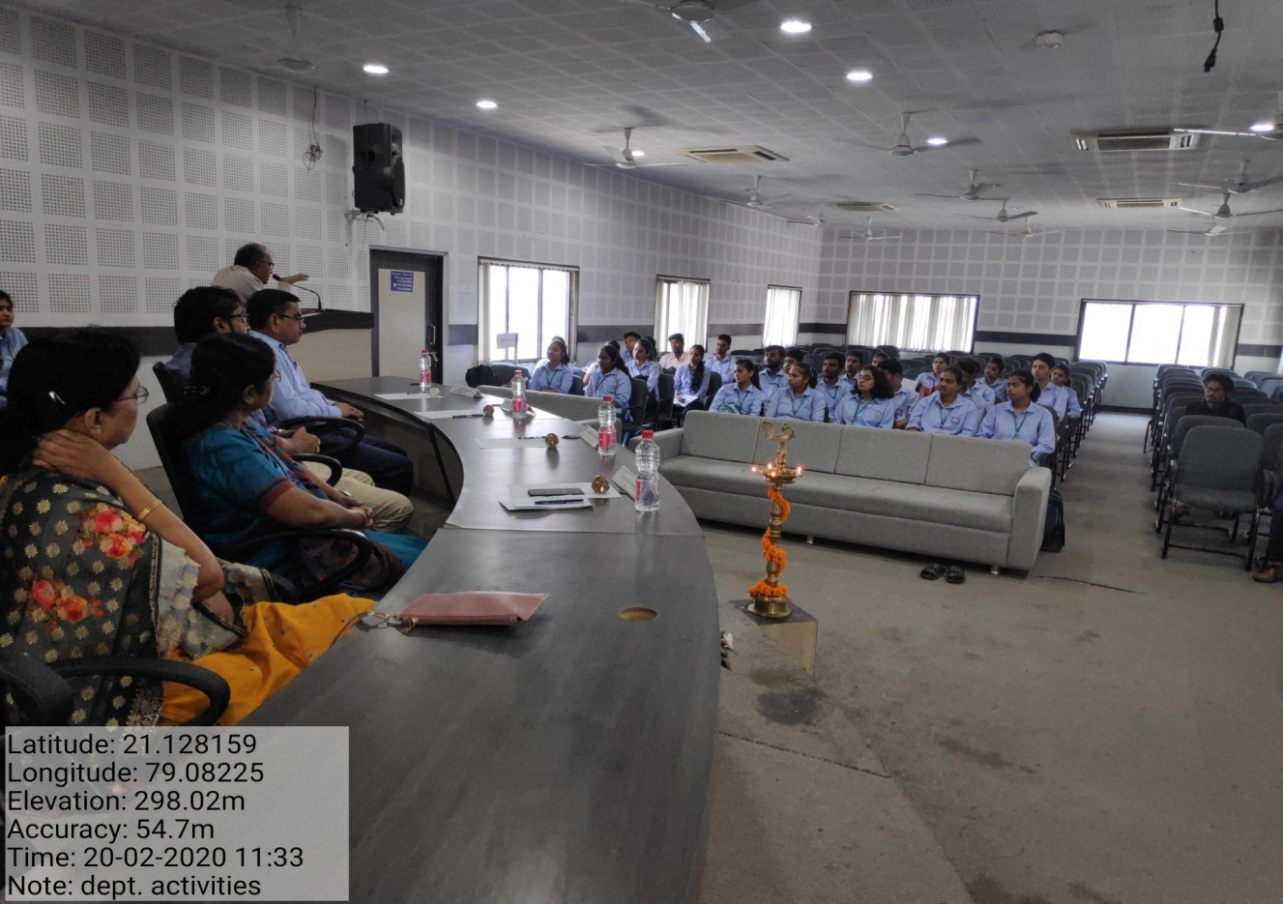 Latitude: 21.128159
Longitude: 79.08225
Elevation: 298.02m
Accuracy: 54.7m
Time: 20-02-2020 11:33
Note: dept. activities